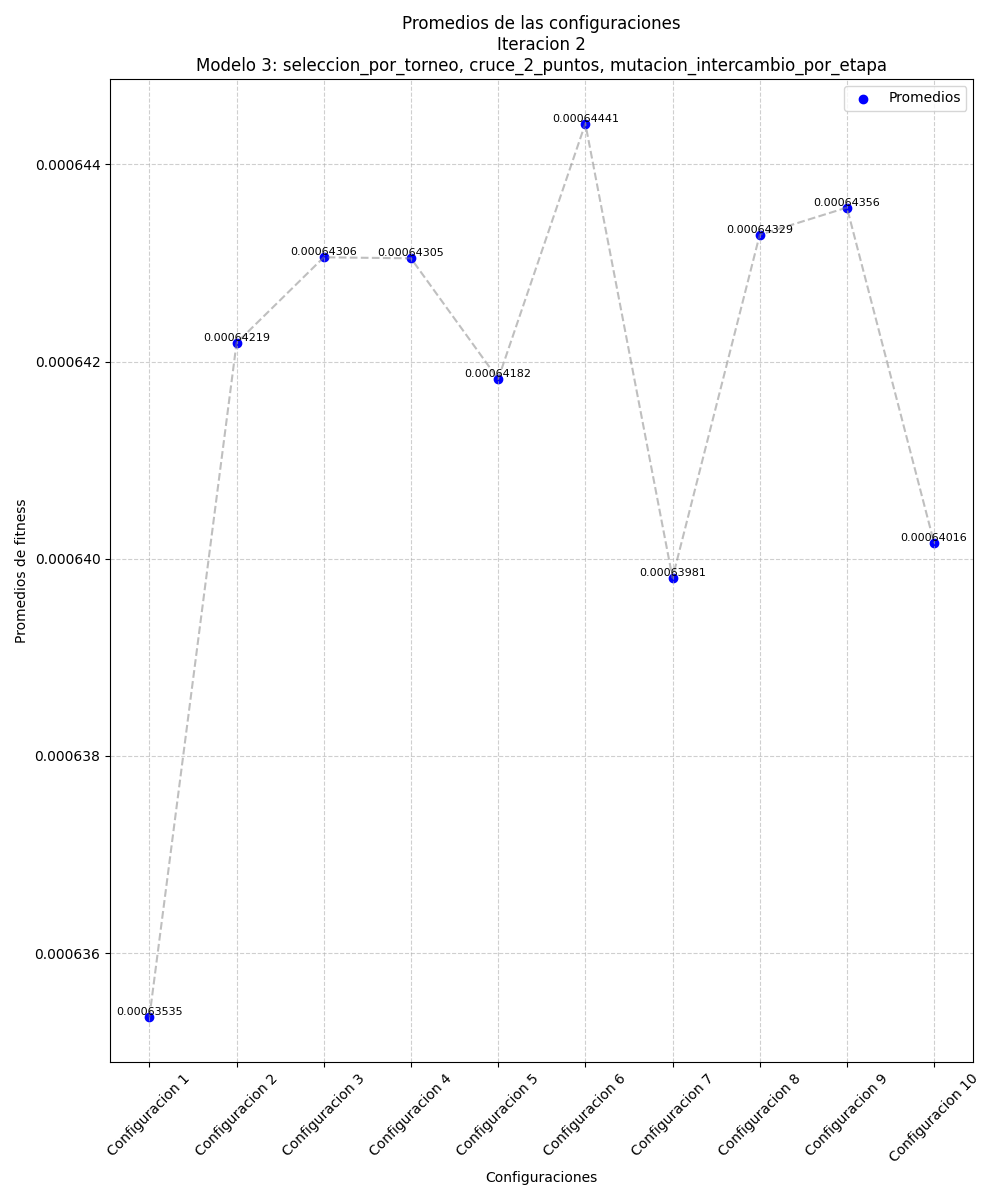 Promedios de las configuraciones
Iteracion 2
Modelo 3: seleccion_por_torneo, cruce_2_puntos, mutacion_intercambio_por_etapa
Promedios
0.000644
0.000642
0.000640
0.000638
0.000636
Promedios de fitness
0.00063535
0.00064219
0.00064306
0.00064305
0.00064182
0.00064441
0.00063981
0.00064329
0.00064356
0.00064016
Configuracion 1
Configuracion 2
Configuracion 3
Configuracion 4
Configuracion 5
Configuracion 6
Configuracion 7
Configuracion 8
Configuracion 9
Configuracion 10
Configuraciones